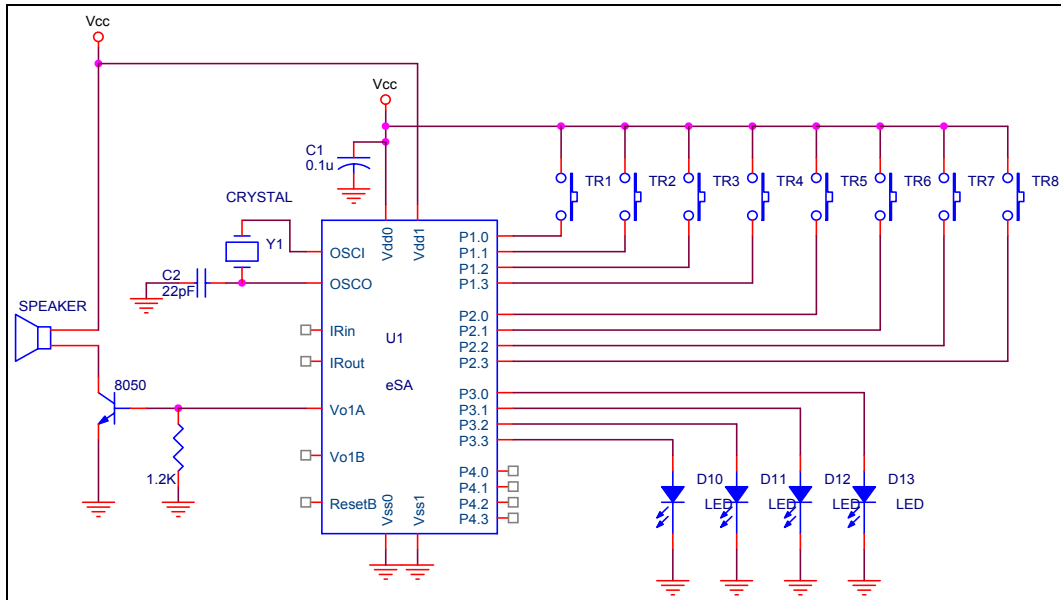 Vcc
Vcc
C1
0.1u
TR1 TR2 TR3 TR4 TR5 TR6 TR7 TR8
CRYSTAL
Y1
C2
22pF
SPEAKER
8050
1.2K
Vdd0 Vdd1
OSCI
OSCO
IRin
IRout
Vo1A
Vo1B
ResetB
U1
eSA
Vss0 Vss1
P1.0
P1.1
P1.2
P1.3
P2.0
P2.1
P2.2
P2.3
P3.0
P3.1
P3.2
P3.3
P4.0
P4.1
P4.2
P4.3
D10 D11 D12 D13
LED LED LED LED